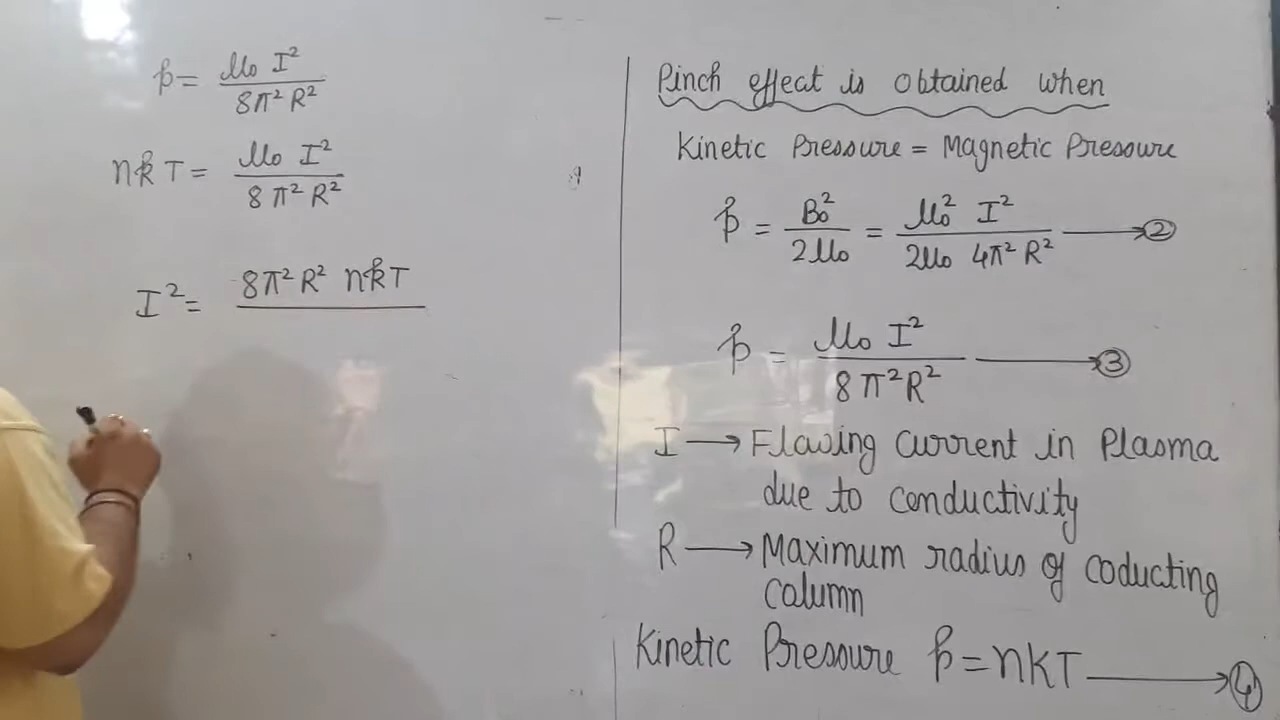 p = μ₀ I² / 8π² R²
nkT = μ₀ I² / 8π² R²
I² = 8π² R² nkT
Pinch effect is obtained when
Kinetic Pressure = Magnetic Pressure
p = B₀² / 2μ₀ = μ₀² I² / 2μ₀ 4π² R² ⟶ ②
p = μ₀ I² / 8π² R² ⟶ ③
I ⟶ Flowing current in Plasma
due to conductivity
R ⟶ Maximum radius of coducting
column
Kinetic Pressure p = nKT ⟶ ④